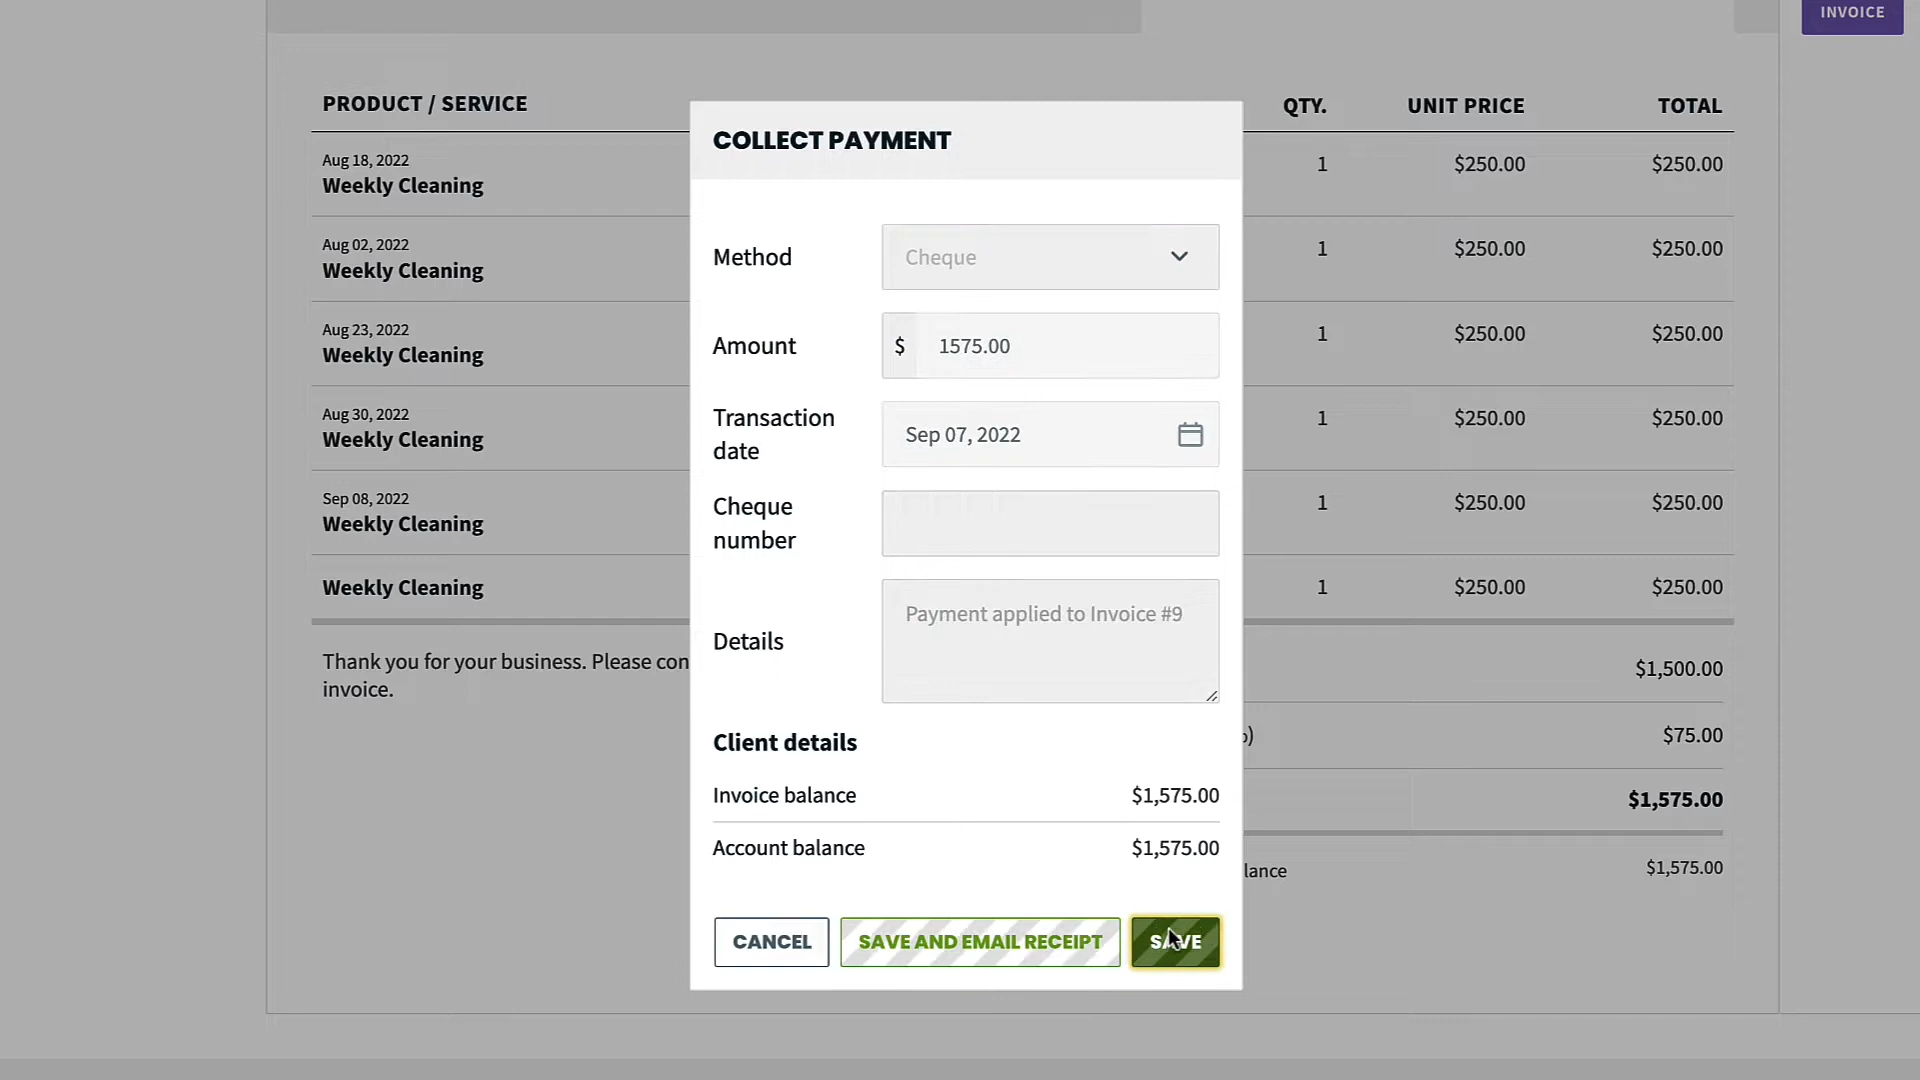 INVOICE
PRODUCT / SERVICE
QTY.
UNIT PRICE
TOTAL
Aug 18, 2022
Weekly Cleaning
1
$250.00
$250.00
Aug 02, 2022
Weekly Cleaning
1
$250.00
$250.00
Aug 23, 2022
Weekly Cleaning
1
$250.00
$250.00
Aug 30, 2022
Weekly Cleaning
1
$250.00
$250.00
Sep 08, 2022
Weekly Cleaning
1
$250.00
$250.00
Weekly Cleaning
1
$250.00
$250.00
Thank you for your business. Please con
invoice.
$1,500.00
$75.00
$1,575.00
lance
$1,575.00
COLLECT PAYMENT
Method
Cheque
Amount
$ 1575.00
Transaction
date
Sep 07, 2022
Cheque
number
Details
Payment applied to Invoice #9
Client details
Invoice balance
$1,575.00
Account balance
$1,575.00
CANCEL
SAVE AND EMAIL RECEIPT
SAVE